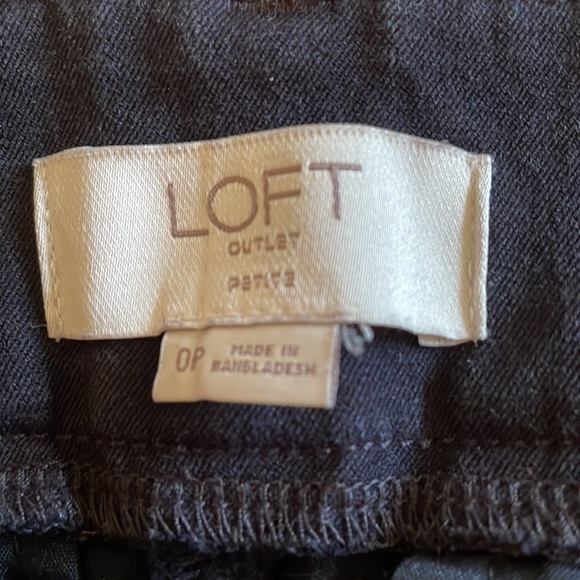 LOFT
OUTLET
PETITE
0P
MADE IN
BANGLADESH